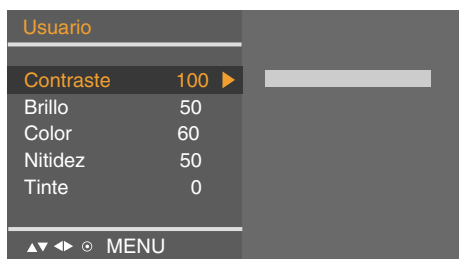 Usuario
Contraste 100
Brillo 50
Color 60
Nitidez 50
Tinte 0
MENU